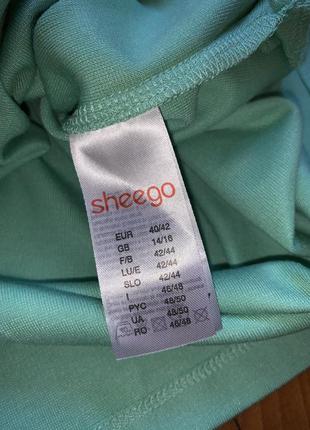 sheego
EUR 40/42
GB 14/16
F/B 42/44
LU/E 42/44
SLO 42/44
I 46/48
РУС 48/50
UA 48/50
RO 46/48